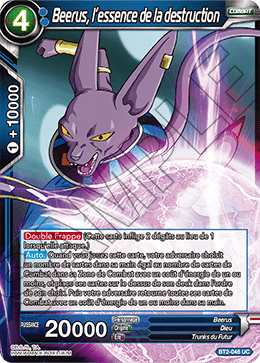 4
Beerus, l'essence de la destruction
COMBAT
1 + 10000
Double Frappe (Cette carte inflige 2 dégâts au lieu de 1
lorsqu'elle attaque.)
Auto Quand vous jouez cette carte, votre adversaire choisit
un nombre de cartes dans sa main égal au nombre de cartes de
Combat dans sa Zone de Combat avec un coût d'énergie de un ou
moins, et place ces cartes sur le dessus de son deck dans l'ordre
de son choix. Puis votre adversaire retourne toutes ses cartes de
Combat avec un coût d'énergie de un ou moins dans sa main.
PUISSANCE
20000
Personnage Beerus
Origine Dieu
Trunks du Futur
BT2-046 UC